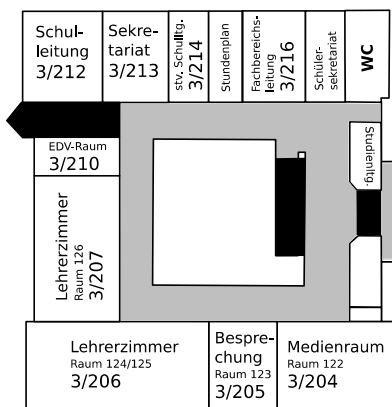 Schul-
leitung
3/212
Sekre-
tariat
3/213
stv. Schulltg.
3/214
Stundenplan
Fachbereichs-
leitung
3/216
Schüler-
sekretariat
WC
EDV-Raum
3/210
Studienltg.
Lehrerzimmer
Raum 126
3/207
Lehrerzimmer
Raum 124/125
3/206
Bespre-
chung
Raum 123
3/205
Medienraum
Raum 122
3/204